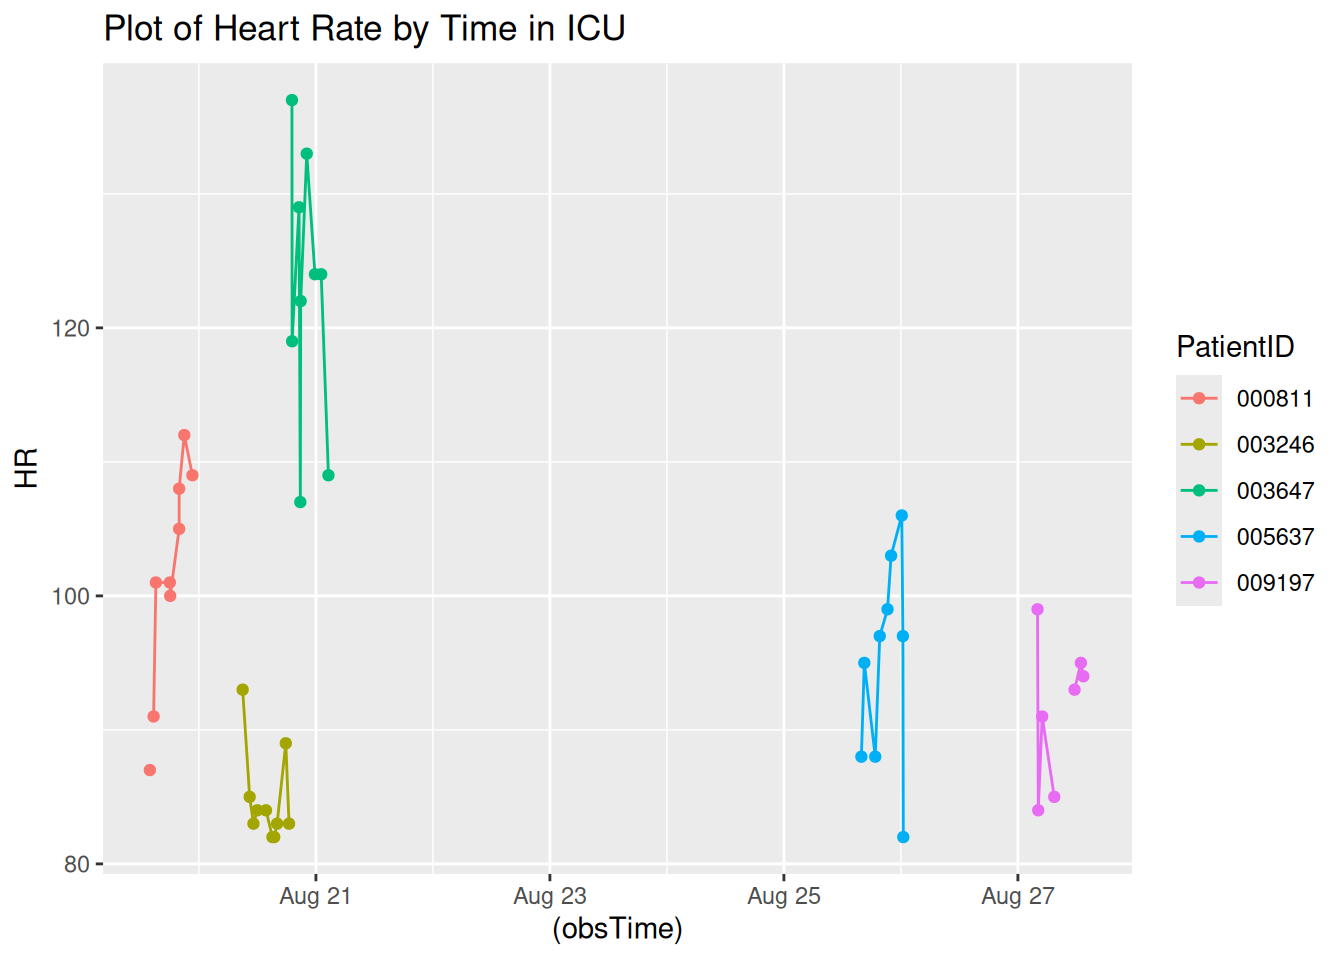 Plot of Heart Rate by Time in ICU
HR
120
100
80
Aug 21
Aug 23
Aug 25
Aug 27
(obsTime)
PatientID
000811
003246
003647
005637
009197